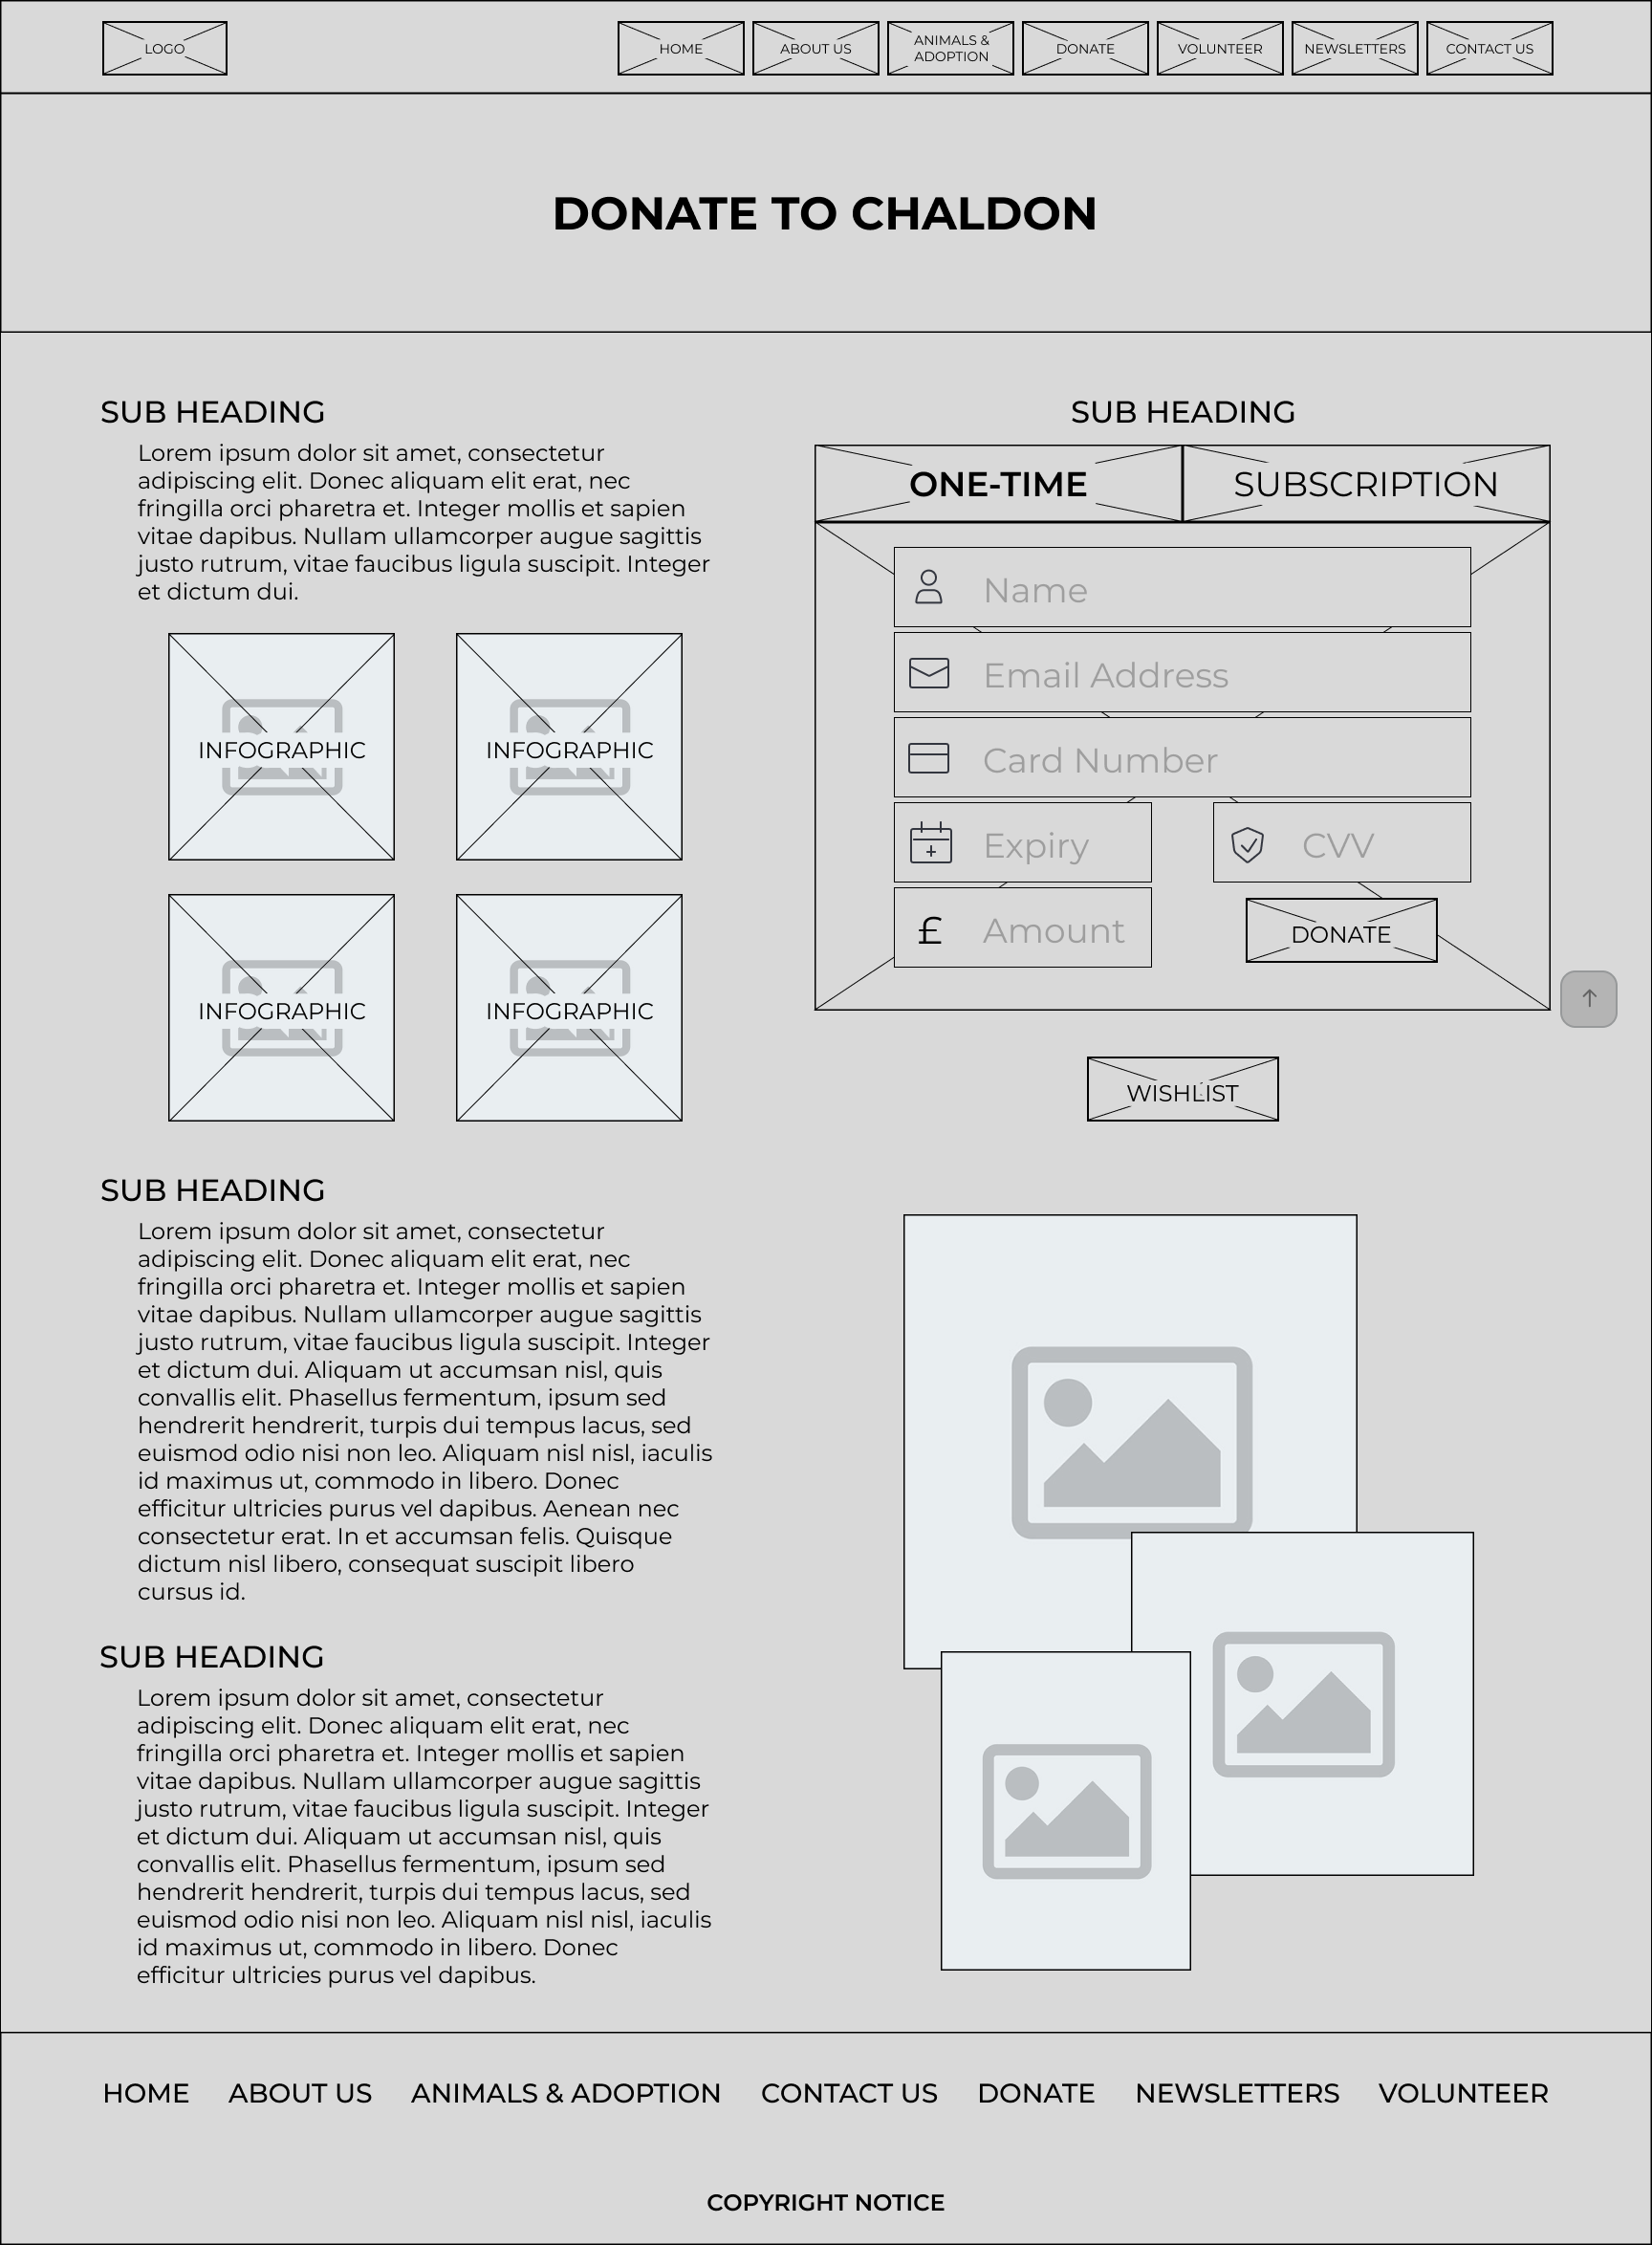 LOGO
HOME
ABOUT US
ANIMALS &
ADOPTION
DONATE
VOLUNTEER
NEWSLETTERS
CONTACT US
DONATE TO CHALDON
SUB HEADING
Lorem ipsum dolor sit amet, consectetur
adipiscing elit. Donec aliquam elit erat, nec
fringilla orci pharetra et. Integer mollis et sapien
vitae dapibus. Nullam ullamcorper augue sagittis
justo rutrum, vitae faucibus ligula suscipit. Integer
et dictum dui.
INFOGRAPHIC
INFOGRAPHIC
INFOGRAPHIC
INFOGRAPHIC
SUB HEADING
ONE-TIME
SUBSCRIPTION
Name
Email Address
Card Number
Expiry
CVV
£ Amount
DONATE
WISHLIST
SUB HEADING
Lorem ipsum dolor sit amet, consectetur
adipiscing elit. Donec aliquam elit erat, nec
fringilla orci pharetra et. Integer mollis et sapien
vitae dapibus. Nullam ullamcorper augue sagittis
justo rutrum, vitae faucibus ligula suscipit. Integer
et dictum dui. Aliquam ut accumsan nisl, quis
convallis elit. Phasellus fermentum, ipsum sed
hendrerit hendrerit, turpis dui tempus lacus, sed
euismod odio nisi non leo. Aliquam nisl nisl, iaculis
id maximus ut, commodo in libero. Donec
efficitur ultricies purus vel dapibus. Aenean nec
consectetur erat. In et accumsan felis. Quisque
dictum nisl libero, consequat suscipit libero
cursus id.
SUB HEADING
Lorem ipsum dolor sit amet, consectetur
adipiscing elit. Donec aliquam elit erat, nec
fringilla orci pharetra et. Integer mollis et sapien
vitae dapibus. Nullam ullamcorper augue sagittis
justo rutrum, vitae faucibus ligula suscipit. Integer
et dictum dui. Aliquam ut accumsan nisl, quis
convallis elit. Phasellus fermentum, ipsum sed
hendrerit hendrerit, turpis dui tempus lacus, sed
euismod odio nisi non leo. Aliquam nisl nisl, iaculis
id maximus ut, commodo in libero. Donec
efficitur ultricies purus vel dapibus.
HOME ABOUT US ANIMALS & ADOPTION CONTACT US DONATE NEWSLETTERS VOLUNTEER
COPYRIGHT NOTICE